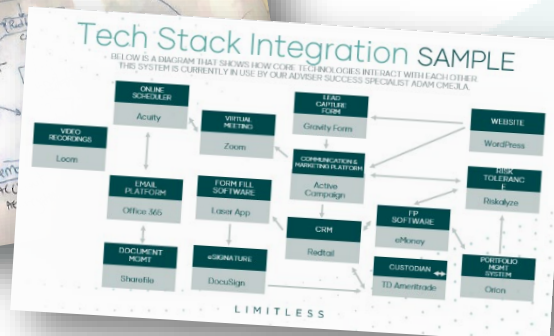 Tech Stack Integration SAMPLE
BELOW IS A DIAGRAM THAT SHOWS HOW CORE TECHNOLOGIES INTERACT WITH EACH OTHER
THIS SYSTEM IS CURRENTLY IN USE BY OUR ADVISER SUCCESS SPECIALIST ADAM CMEJLA.
VIDEO
RECORDINGS
Loom
ONLINE
SCHEDULER
Acuity
VIRTUAL
MEETING
Zoom
LEAD
CAPTURE
FORM
Gravity Form
WEBSITE
WordPress
COMMUNICATION &
MARKETING PLATFORM
Active
Campaign
RISK
TOLERANC
E
Riskalyze
EMAIL
PLATFORM
Office 365
FORM FILL
SOFTWARE
Laser App
CRM
Redtail
FP
SOFTWARE
eMoney
DOCUMENT
MGMT
Sharefile
eSIGNATURE
DocuSign
CUSTODIAN
TD Ameritrade
PORTFOLIO
MGMT
SYSTEM
Orion
LIMITLESS